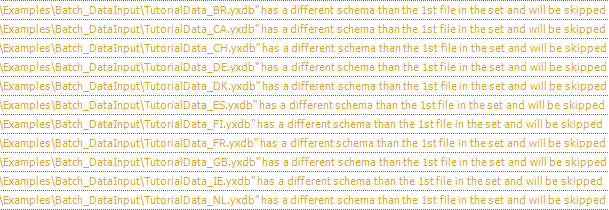 \Examples\Batch_DataInput\TutorialData_BR.yxdb" has a different schema than the 1st file in the set and will be skipped
\Examples\Batch_DataInput\TutorialData_CA.yxdb" has a different schema than the 1st file in the set and will be skipped
\Examples\Batch_DataInput\TutorialData_CH.yxdb" has a different schema than the 1st file in the set and will be skipped
\Examples\Batch_DataInput\TutorialData_DE.yxdb" has a different schema than the 1st file in the set and will be skipped
\Examples\Batch_DataInput\TutorialData_DK.yxdb" has a different schema than the 1st file in the set and will be skipped
\Examples\Batch_DataInput\TutorialData_ES.yxdb" has a different schema than the 1st file in the set and will be skipped
\Examples\Batch_DataInput\TutorialData_FI.yxdb" has a different schema than the 1st file in the set and will be skipped
\Examples\Batch_DataInput\TutorialData_FR.yxdb" has a different schema than the 1st file in the set and will be skipped
\Examples\Batch_DataInput\TutorialData_GB.yxdb" has a different schema than the 1st file in the set and will be skipped
\Examples\Batch_DataInput\TutorialData_IE.yxdb" has a different schema than the 1st file in the set and will be skipped
\Examples\Batch_DataInput\TutorialData_NL.yxdb" has a different schema than the 1st file in the set and will be skipped